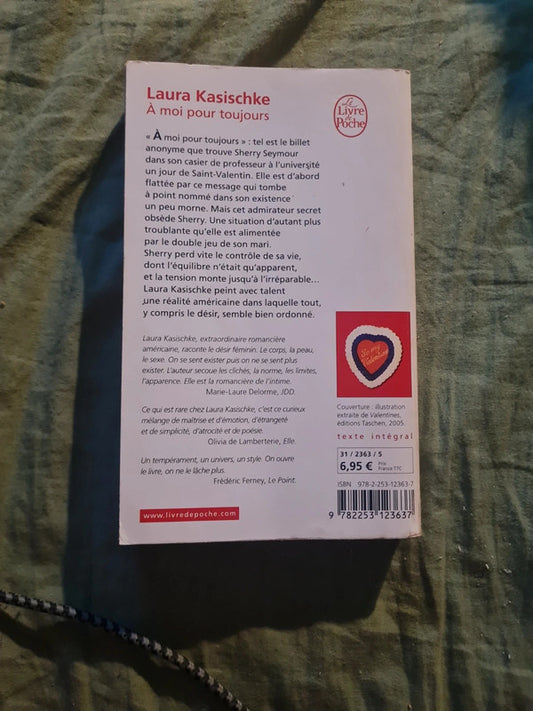 Laura Kasischke
À moi pour toujours
Le
Livre
de
Poche
« À moi pour toujours » : tel est le billet
anonyme que trouve Sherry Seymour
dans son casier de professeur à l'université
un jour de Saint-Valentin. Elle est d'abord
flattée par ce message qui tombe
à point nommé dans son existence
un peu morne. Mais cet admirateur secret
obsède Sherry. Une situation d'autant plus
troublante qu'elle est alimentée
par le double jeu de son mari.
Sherry perd vite le contrôle de sa vie,
dont l'équilibre n'était qu'apparent,
et la tension monte jusqu'à l'irréparable...
Laura Kasischke peint avec talent
une réalité américaine dans laquelle tout,
y compris le désir, semble bien ordonné.
Laura Kasischke, extraordinaire romancière
américaine, raconte le désir féminin. Le corps, la peau,
le sexe. On se sent exister puis on ne se sent plus
exister. L'auteur secoue les clichés, la norme, les limites,
l'apparence. Elle est la romancière de l'intime.
Marie-Laure Delorme, JDD.
Ce qui est rare chez Laura Kasischke, c'est ce curieux
mélange de maîtrise et d'émotion, d'étrangeté
et de simplicité, d'atrocité et de poésie.
Olivia de Lamberterie, Elle.
Un tempérament, un univers, un style. On ouvre
le livre, on ne le lâche plus.
Frédéric Ferney, Le Point.
www.livredepoche.com
Be my
Valentine
Couverture : illustration
extraite de Valentines,
éditions Taschen, 2005.
texte intégral
31 / 2363 / 5
6,95 € Prix
France TTC
ISBN 978-2-253-12363-7
9 782253 123637